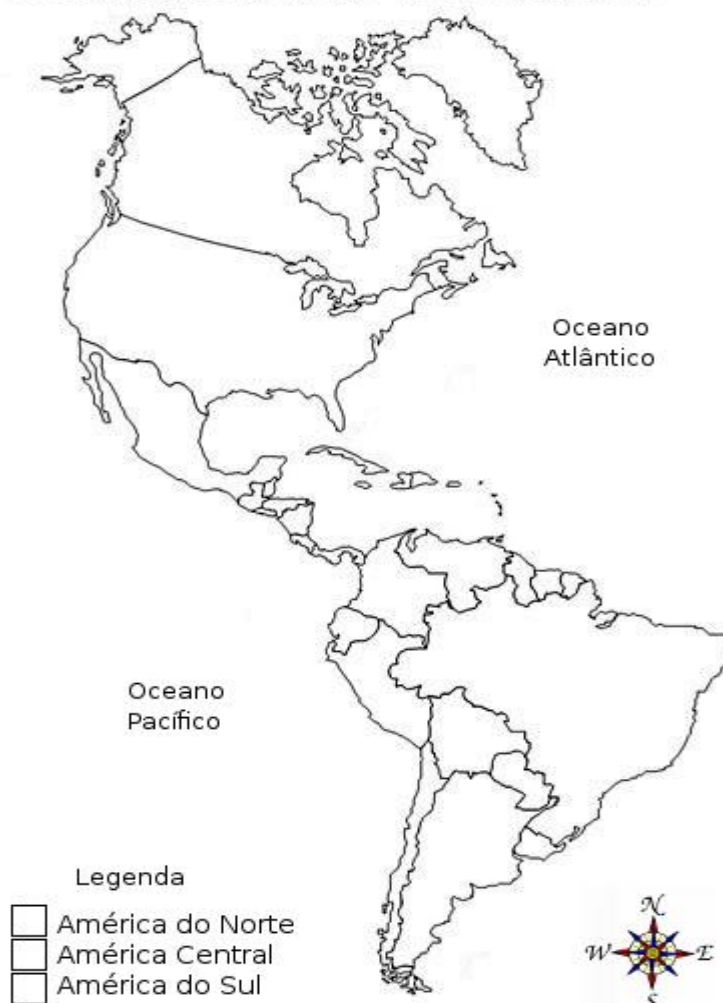 Oceano
Atlântico
Oceano
Pacífico
Legenda
América do Norte
América Central
América do Sul
N
W
E
S